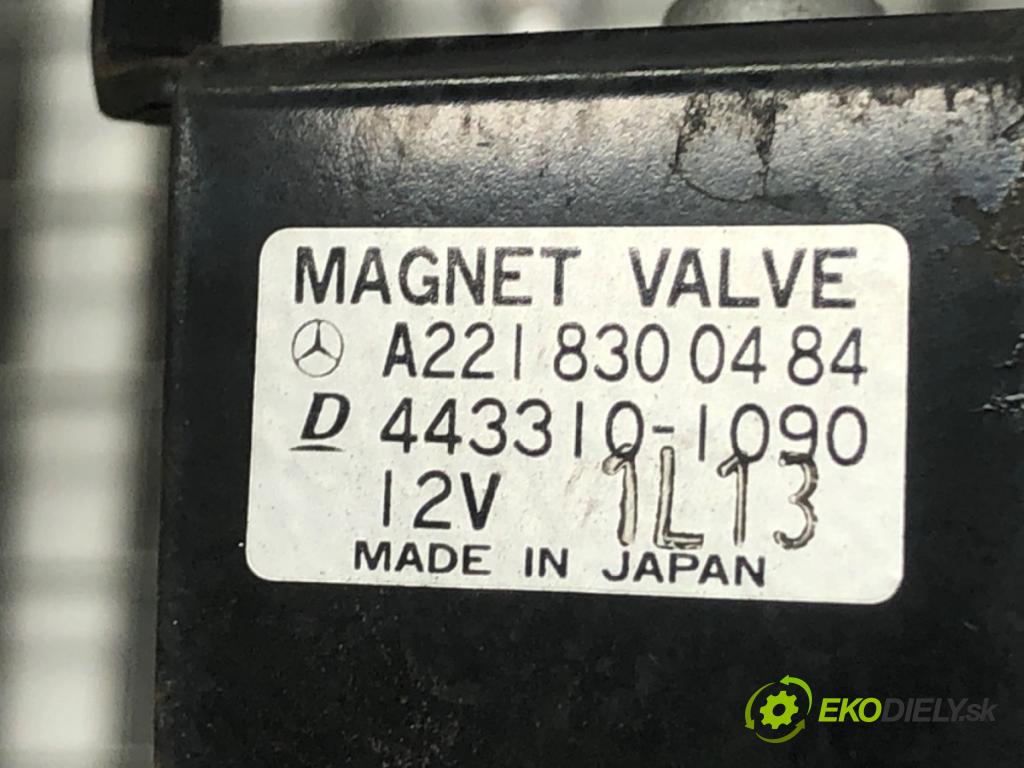 MAGNET VALVE
A221 830 04 84
D 443310-1090
12V 1L13
MADE IN JAPAN
EKODIELY.sk